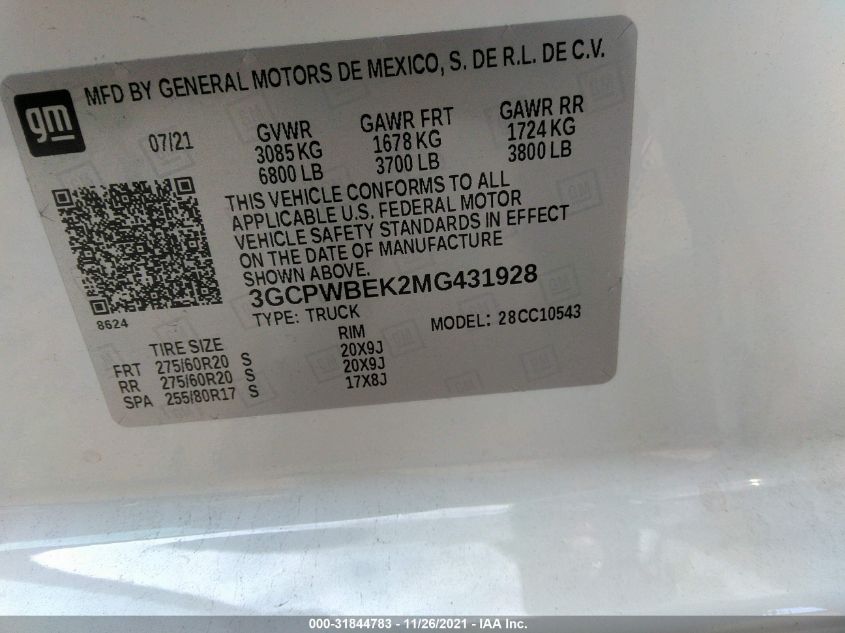 MFD BY GENERAL MOTORS DE MEXICO, S. DE R.L. DE C.V.
gm
07/21
GVWR
3085 KG
6800 LB
GAWR FRT
1678 KG
3700 LB
GAWR RR
1724 KG
3800 LB
THIS VEHICLE CONFORMS TO ALL
APPLICABLE U.S. FEDERAL MOTOR
VEHICLE SAFETY STANDARDS IN EFFECT
ON THE DATE OF MANUFACTURE
SHOWN ABOVE.
3GCPWBEK2MG431928
8624
TYPE: TRUCK
MODEL: 28CC10543
TIRE SIZE RIM
FRT 275/60R20 S 20X9J
RR 275/60R20 S 20X9J
SPA 255/80R17 S 17X8J
000-31844783 - 11/26/2021 - IAA Inc.